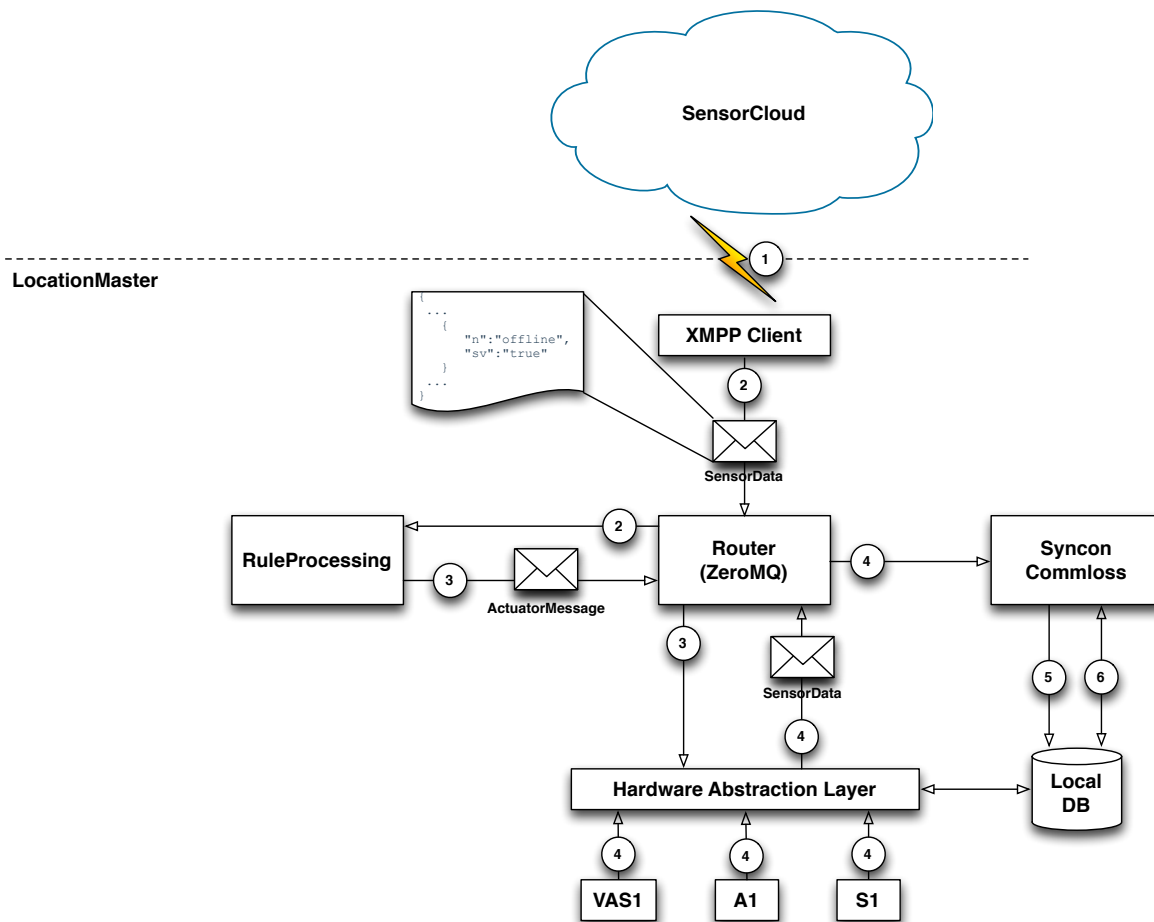 SensorCloud
1
LocationMaster
{
...
{
"n":"offline",
"sv":"true"
}
...
}
XMPP Client
2
SensorData
RuleProcessing
2
3
ActuatorMessage
Router
(ZeroMQ)
4
Syncon
Commloss
3
SensorData
4
5
6
Hardware Abstraction Layer
Local
DB
4
4
4
VAS1
A1
S1